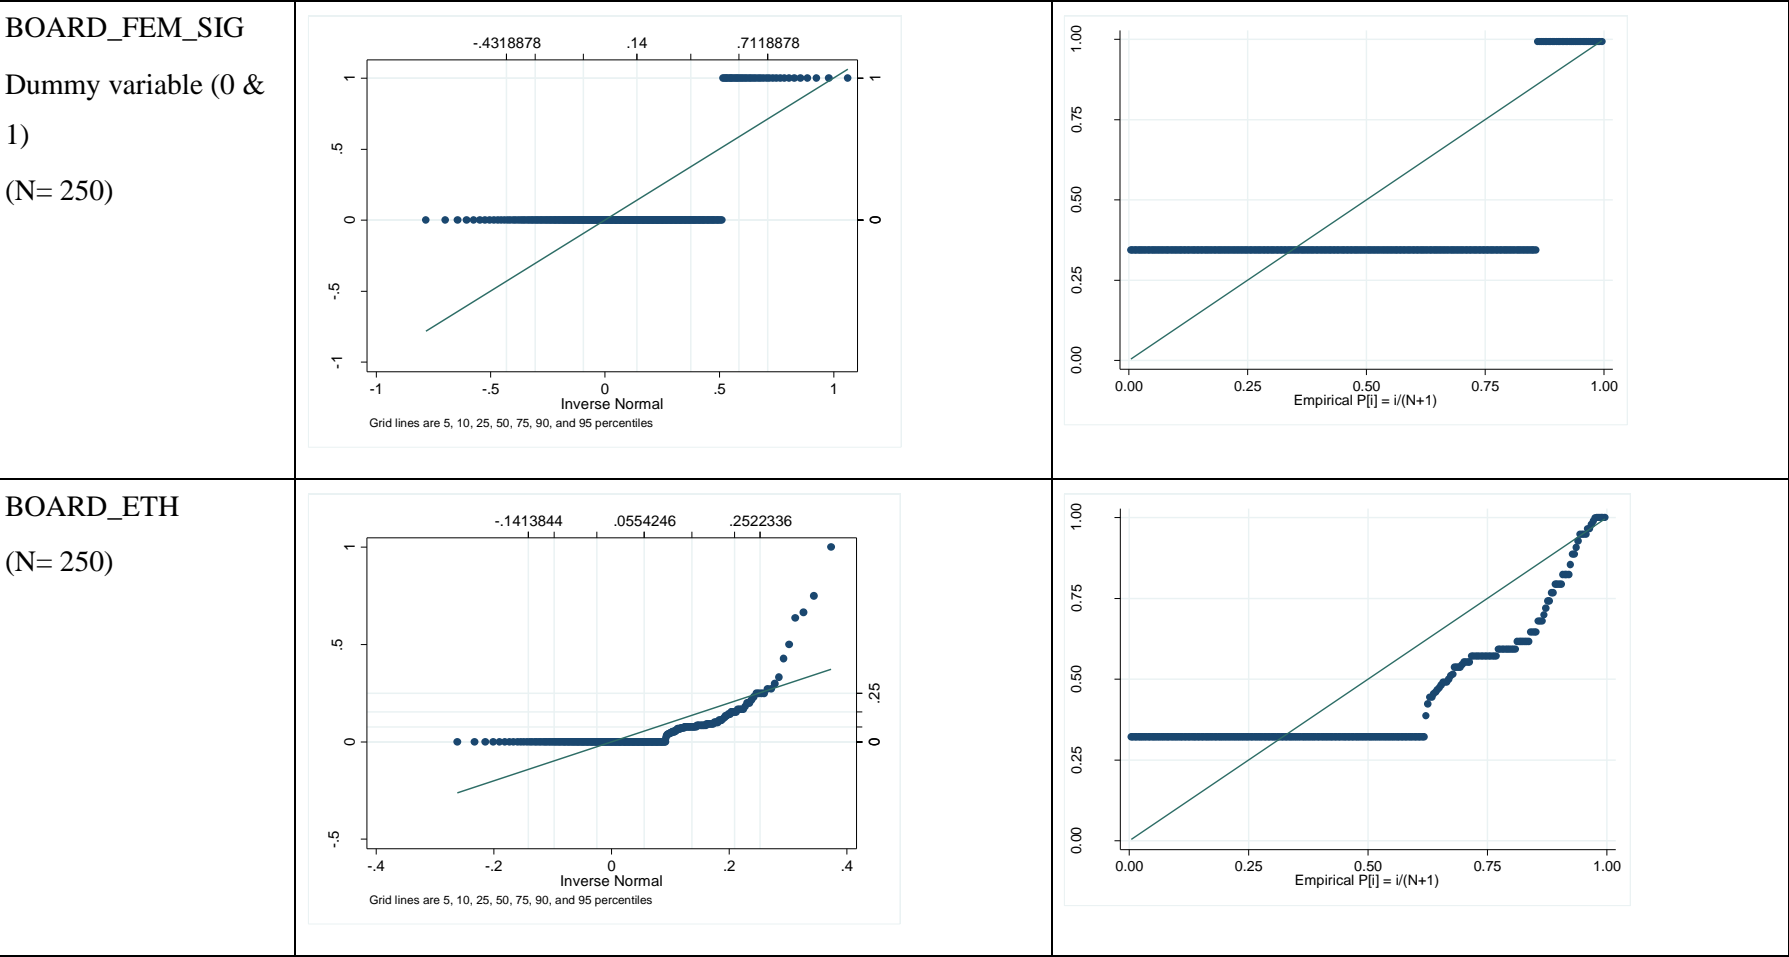 BOARD_FEM_SIG
Dummy variable (0 &
1)
(N= 250)
-.4318878 .14 .7118878
1
.5
0
-.5
-1
1
0
-1 -.5 0 .5 1
Inverse Normal
Grid lines are 5, 10, 25, 50, 75, 90, and 95 percentiles
1.00
0.75
0.50
0.25
0.00
0.00 0.25 0.50 0.75 1.00
Empirical P[i] = i/(N+1)
BOARD_ETH
(N= 250)
-.1413844 .0554246 .2522336
1
.5
0
-.5
.25
0
-.4 -.2 0 .2 .4
Inverse Normal
Grid lines are 5, 10, 25, 50, 75, 90, and 95 percentiles
1.00
0.75
0.50
0.25
0.00
0.00 0.25 0.50 0.75 1.00
Empirical P[i] = i/(N+1)